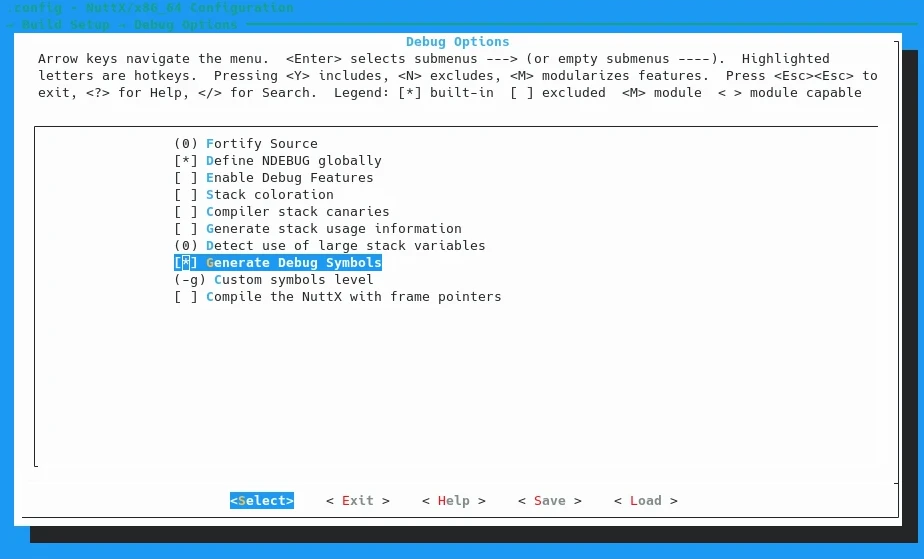 .config - NuttX/x86_64 Configuration
> Build Setup > Debug Options
Debug Options
Arrow keys navigate the menu.  <Enter> selects submenus ---> (or empty submenus ----).  Highlighted
letters are hotkeys.  Pressing <Y> includes, <N> excludes, <M> modularizes features.  Press <Esc><Esc> to
exit, <?> for Help, </> for Search.  Legend: [*] built-in  [ ] excluded  <M> module  < > module capable
(0) Fortify Source
[*] Define NDEBUG globally
[ ] Enable Debug Features
[ ] Stack coloration
[ ] Compiler stack canaries
[ ] Generate stack usage information
(0) Detect use of large stack variables
[*] Generate Debug Symbols
(-g) Custom symbols level
[ ] Compile the NuttX with frame pointers
<Select>    < Exit >    < Help >    < Save >    < Load >